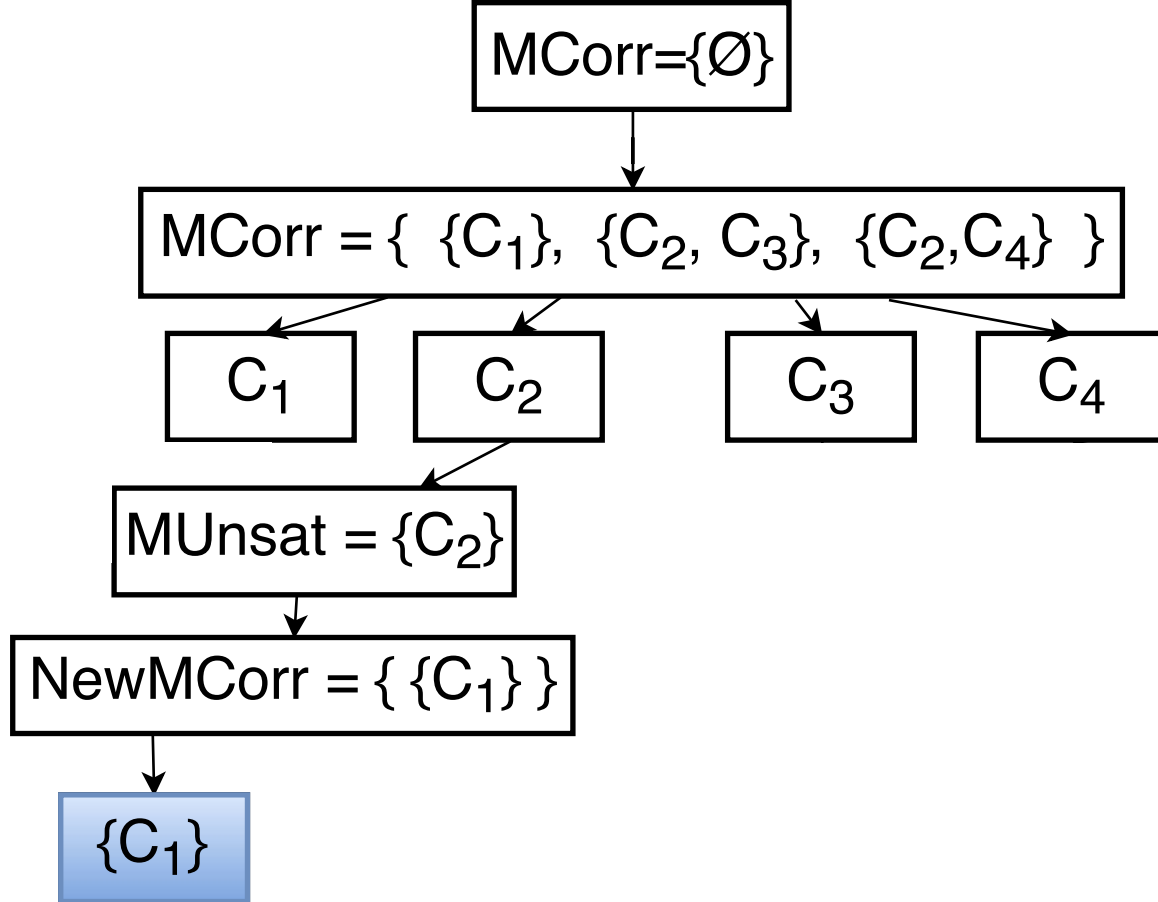 MCorr={Ø}
MCorr = { {C₁}, {C₂, C₃}, {C₂,C₄} }
C₁
C₂
C₃
C₄
MUnsat = {C₂}
NewMCorr = { {C₁} }
{C₁}